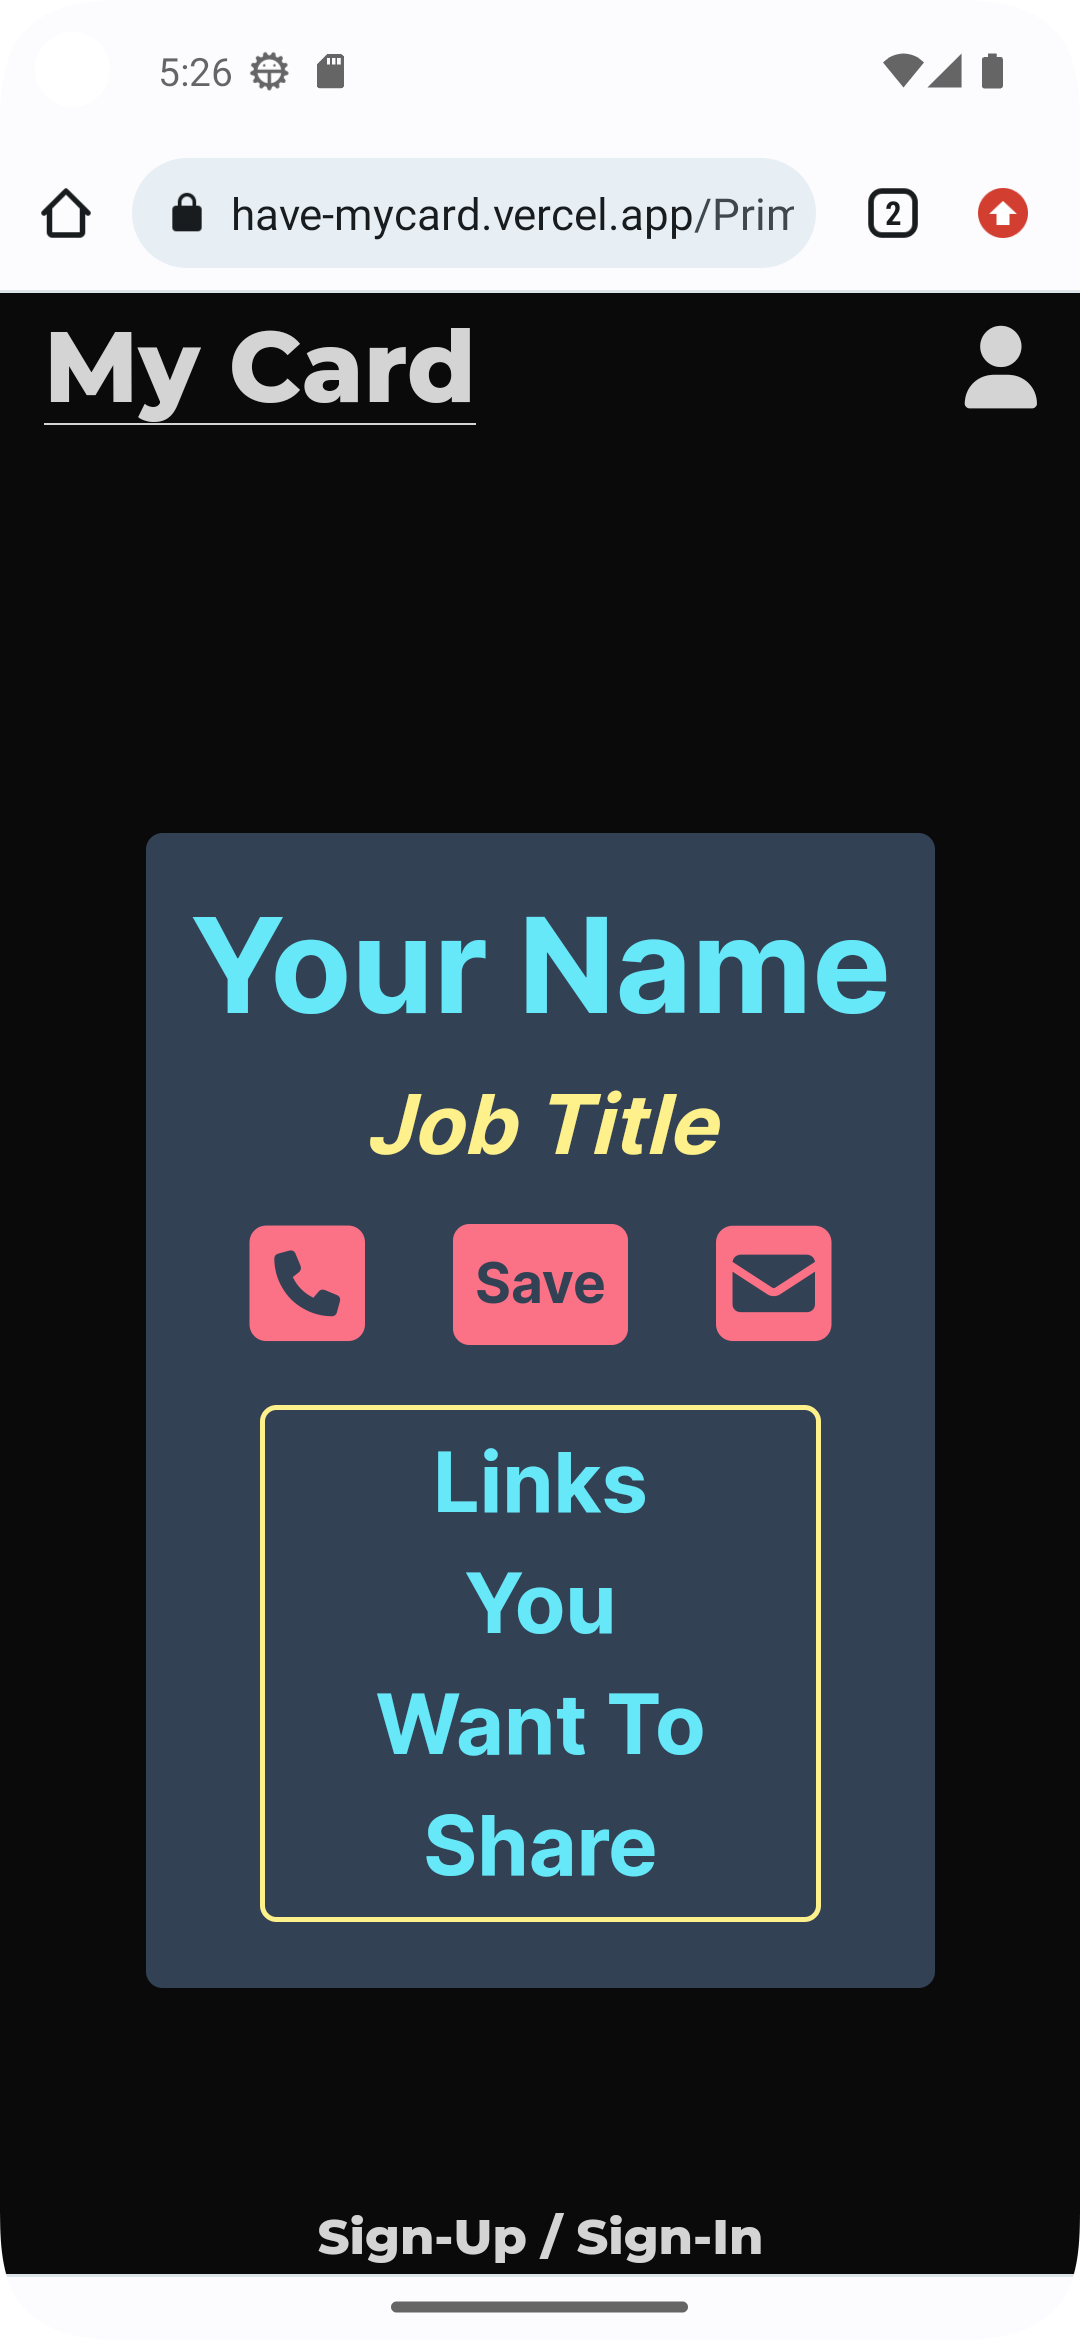 5:26
have-mycard.vercel.app/Prim
2
My Card
Your Name
Job Title
Save
Links
You
Want To
Share
Sign-Up / Sign-In